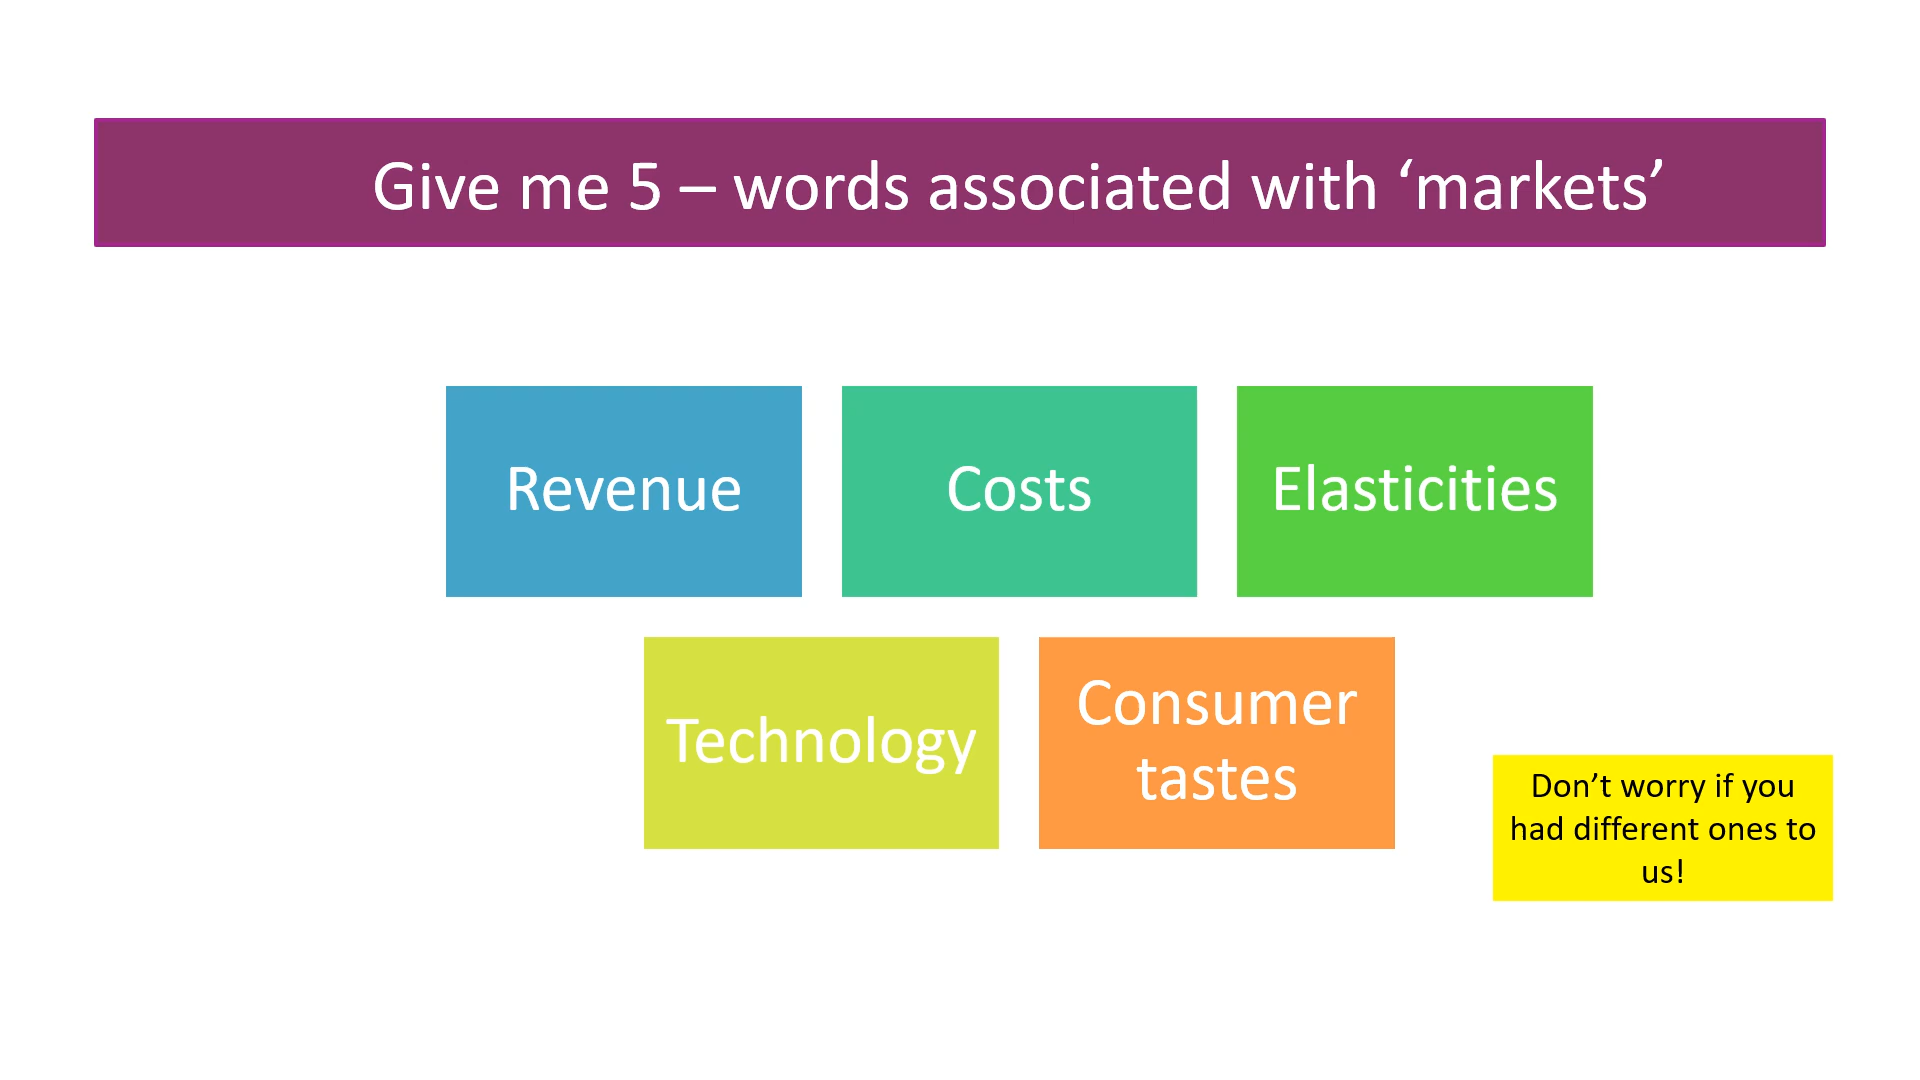 Give me 5 – words associated with ‘markets’
Revenue
Costs
Elasticities
Technology
Consumer
tastes
Don’t worry if you
had different ones to
us!